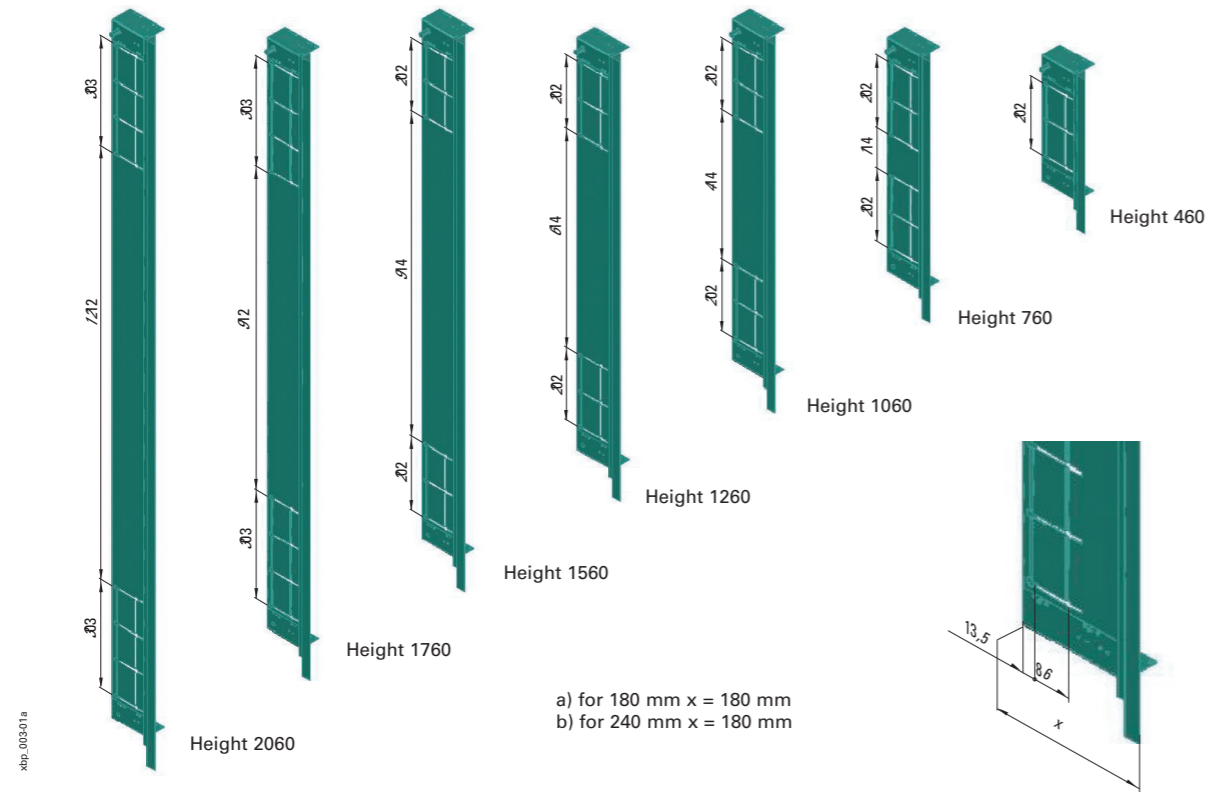 303
1212
303
Height 2060
303
912
303
Height 1760
202
914
202
Height 1560
202
614
202
Height 1260
202
414
202
Height 1060
202
114
202
Height 760
202
Height 460
13,5
86
x
a) for 180 mm x = 180 mm
b) for 240 mm x = 180 mm
xbp_003-01a